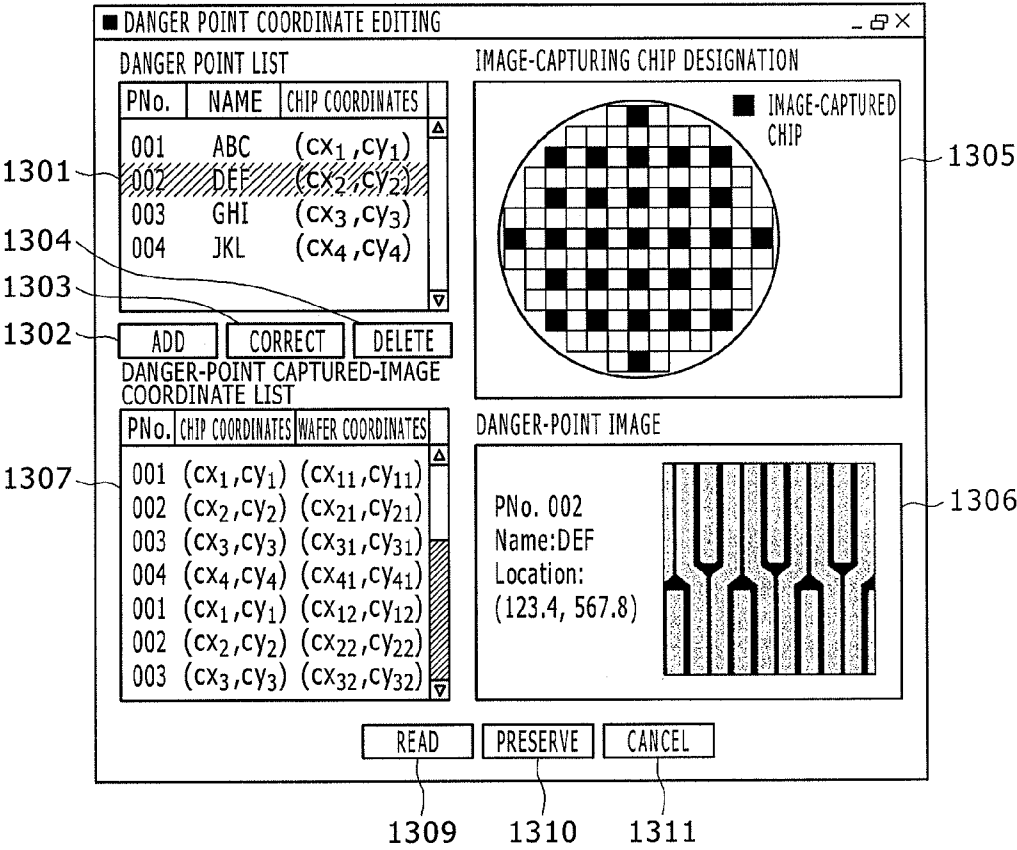 ■ DANGER POINT COORDINATE EDITING
DANGER POINT LIST
PNo. NAME CHIP COORDINATES
001 ABC (cx₁,cy₁)
002 DEF (cx₂,cy₂)
003 GHI (cx₃,cy₃)
004 JKL (cx₄,cy₄)
1301
1304
1303
1302
ADD CORRECT DELETE
DANGER-POINT CAPTURED-IMAGE
COORDINATE LIST
PNo. CHIP COORDINATES WAFER COORDINATES
001 (cx₁,cy₁) (cx₁₁,cy₁₁)
002 (cx₂,cy₂) (cx₂₁,cy₂₁)
003 (cx₃,cy₃) (cx₃₁,cy₃₁)
004 (cx₄,cy₄) (cx₄₁,cy₄₁)
001 (cx₁,cy₁) (cx₁₂,cy₁₂)
002 (cx₂,cy₂) (cx₂₂,cy₂₂)
003 (cx₃,cy₃) (cx₃₂,cy₃₂)
1307
IMAGE-CAPTURING CHIP DESIGNATION
IMAGE-CAPTURED
CHIP
1305
DANGER-POINT IMAGE
PNo. 002
Name:DEF
Location:
(123.4, 567.8)
1306
READ PRESERVE CANCEL
1309 1310 1311